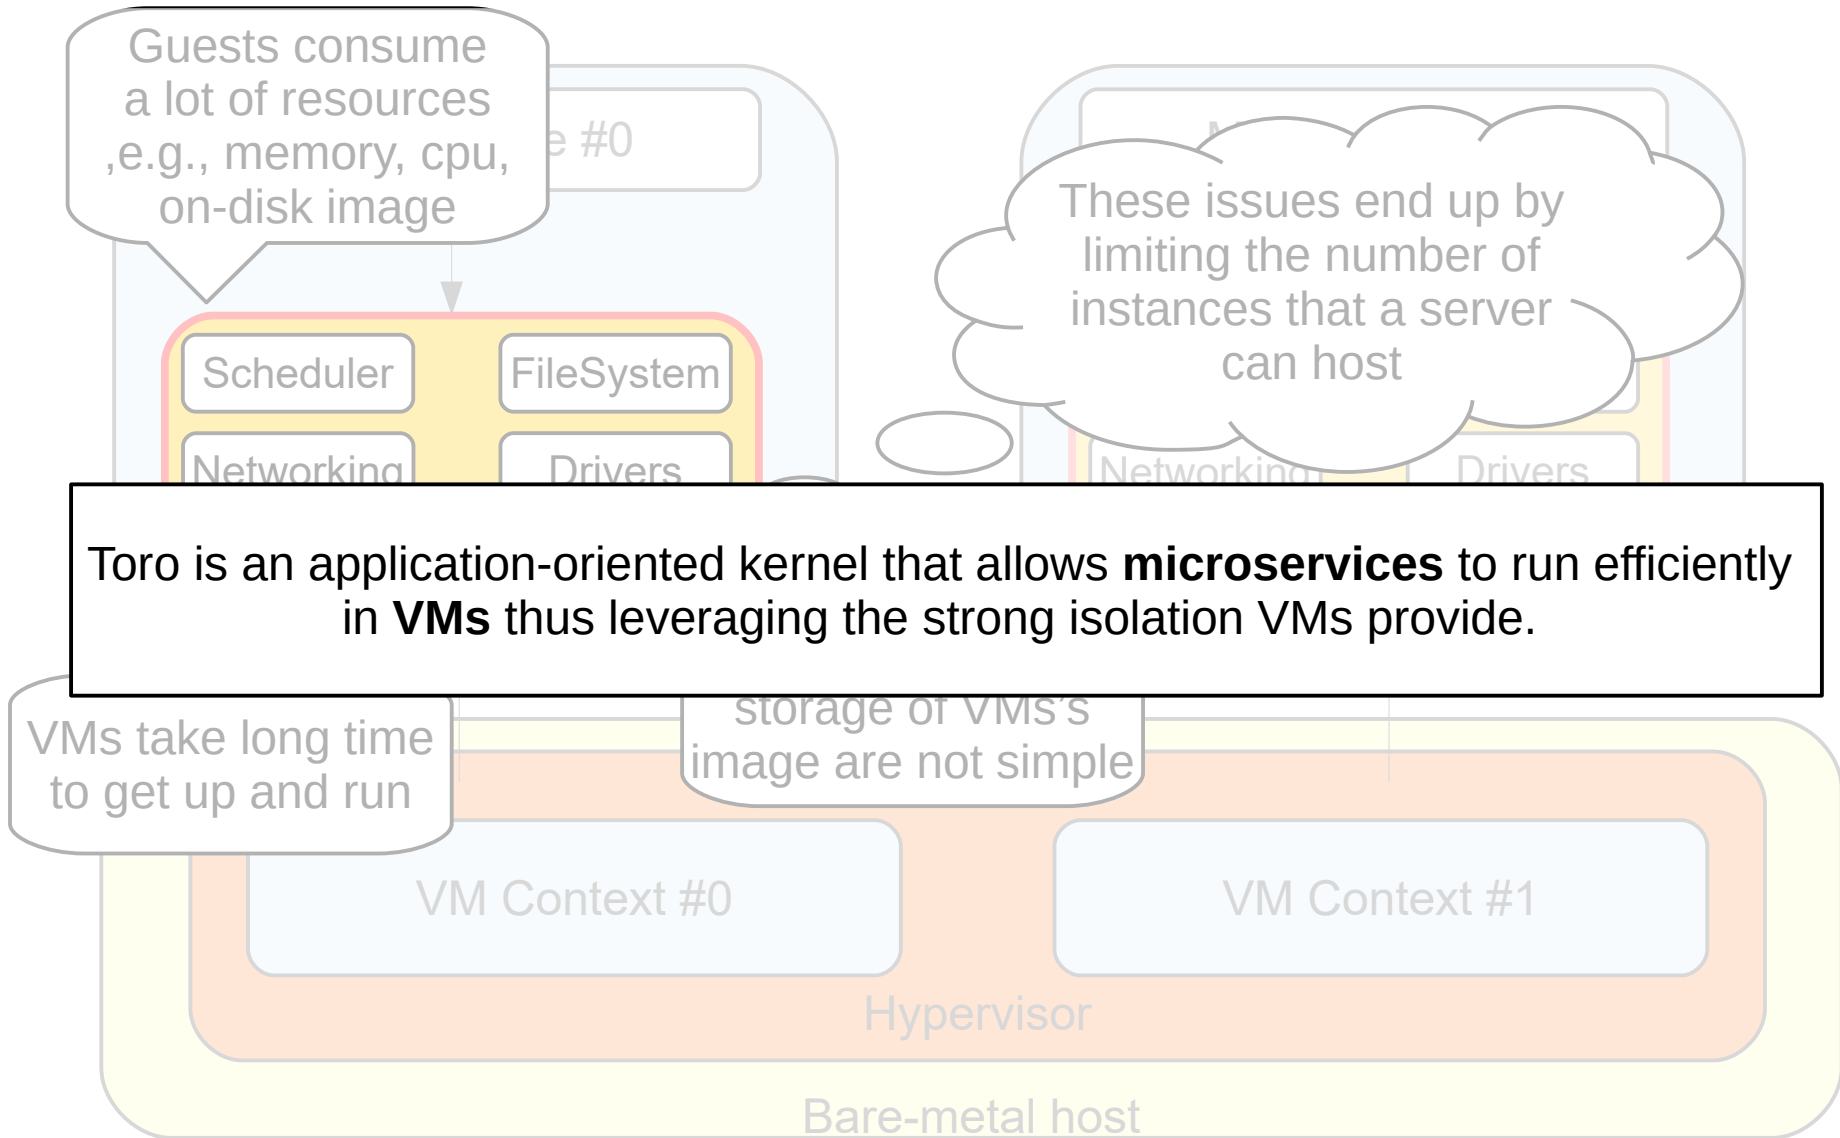 Guests consume
a lot of resources
,e.g., memory, cpu,
on-disk image
#0
These issues end up by
limiting the number of
instances that a server
can host
Scheduler
FileSystem
Networking
Drivers
Networking
Drivers
Toro is an application-oriented kernel that allows microservices to run efficiently
in VMs thus leveraging the strong isolation VMs provide.
VMs take long time
to get up and run
storage of VMs's
image are not simple
VM Context #0
VM Context #1
Hypervisor
Bare-metal host